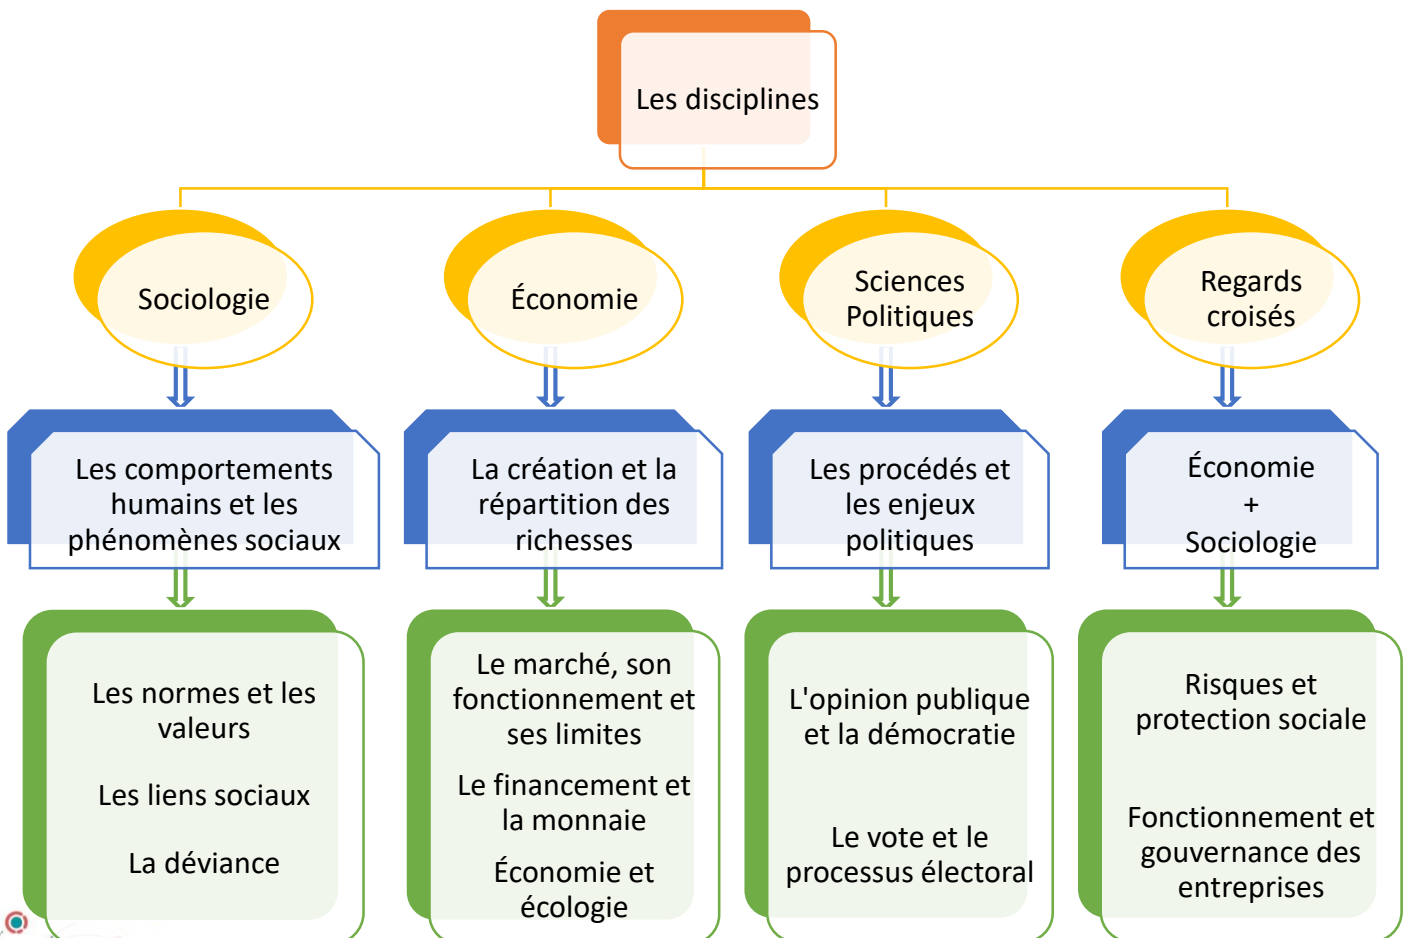 Les disciplines
Sociologie
Économie
Sciences
Politiques
Regards
croisés
Les comportements
humains et les
phénomènes sociaux
La création et la
répartition des
richesses
Les procédés et
les enjeux
politiques
Économie
+
Sociologie
Les normes et les
valeurs
Les liens sociaux
La déviance
Le marché, son
fonctionnement et
ses limites
Le financement et
la monnaie
Économie et
écologie
L'opinion publique
et la démocratie
Le vote et le
processus électoral
Risques et
protection sociale
Fonctionnement et
gouvernance des
entreprises